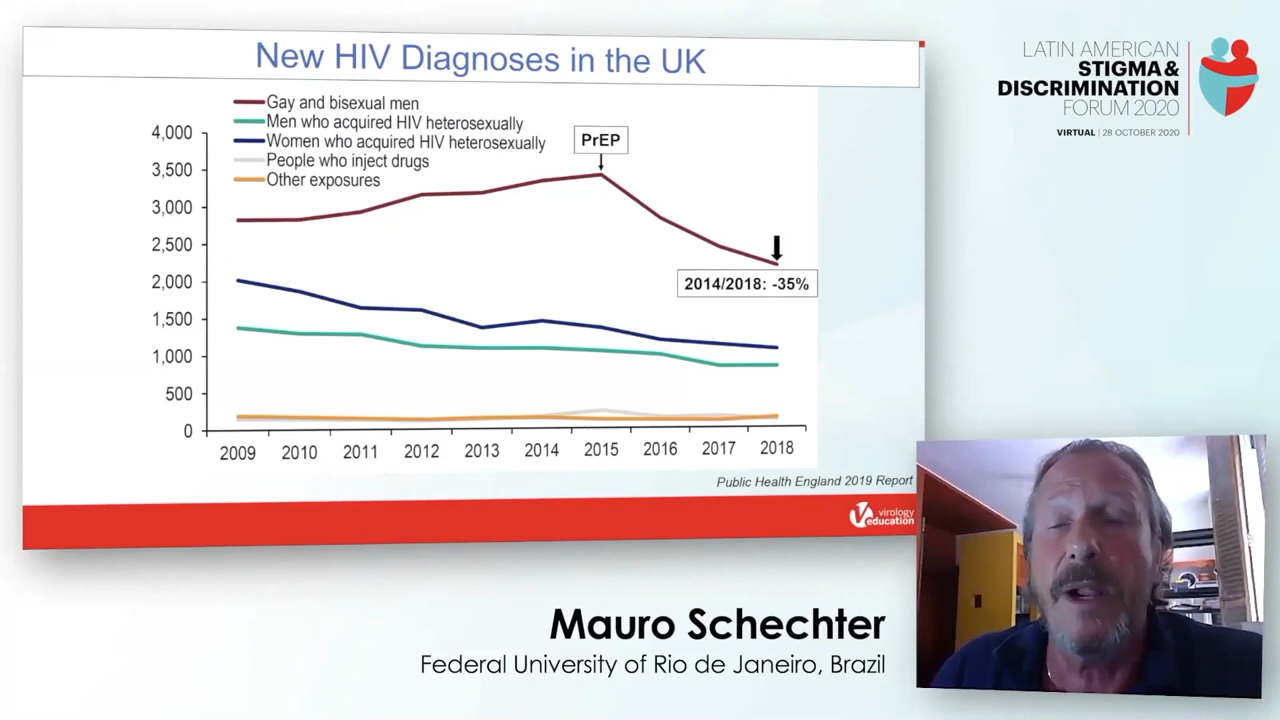 New HIV Diagnoses in the UK
Gay and bisexual men
Men who acquired HIV heterosexually
Women who acquired HIV heterosexually
People who inject drugs
Other exposures
4,000
3,500
3,000
2,500
2,000
1,500
1,000
500
0
PrEP
2014/2018: -35%
2009 2010 2011 2012 2013 2014 2015 2016 2017 2018
Public Health England 2019 Report
virology
education
LATIN AMERICAN
STIGMA &
DISCRIMINATION
FORUM 2020
VIRTUAL | 28 OCTOBER 2020
Mauro Schechter
Federal University of Rio de Janeiro, Brazil